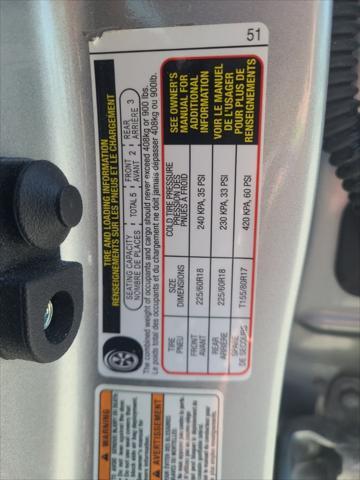 51
TIRE AND LOADING INFORMATION
RENSEIGNEMENTS SUR LES PNEUS ET LE CHARGEMENT
SEATING CAPACITY TOTAL 5 FRONT 2 REAR 3
NOMBRE DE PLACES AVANT ARRIÈRE
The combined weight of occupants and cargo should never exceed 408kg or 900 lbs.
Le poids total des occupants et du chargement ne doit jamais dépasser 408kg ou 900lb.
TIRE SIZE COLD TIRE PRESSURE
PNEU DIMENSIONS PRESSION DES PNEUS À FROID
FRONT AVANT 225/60R18 240 KPA, 35 PSI
REAR ARRIÈRE 225/60R18 230 KPA, 33 PSI
SPARE DE SECOURS T155/80R17 420 KPA, 60 PSI
SEE OWNER'S
MANUAL FOR
ADDITIONAL
INFORMATION
VOIR LE MANUEL
DE L'USAGER
POUR PLUS DE
RENSEIGNEMENTS
WARNING
AVERTISSEMENT